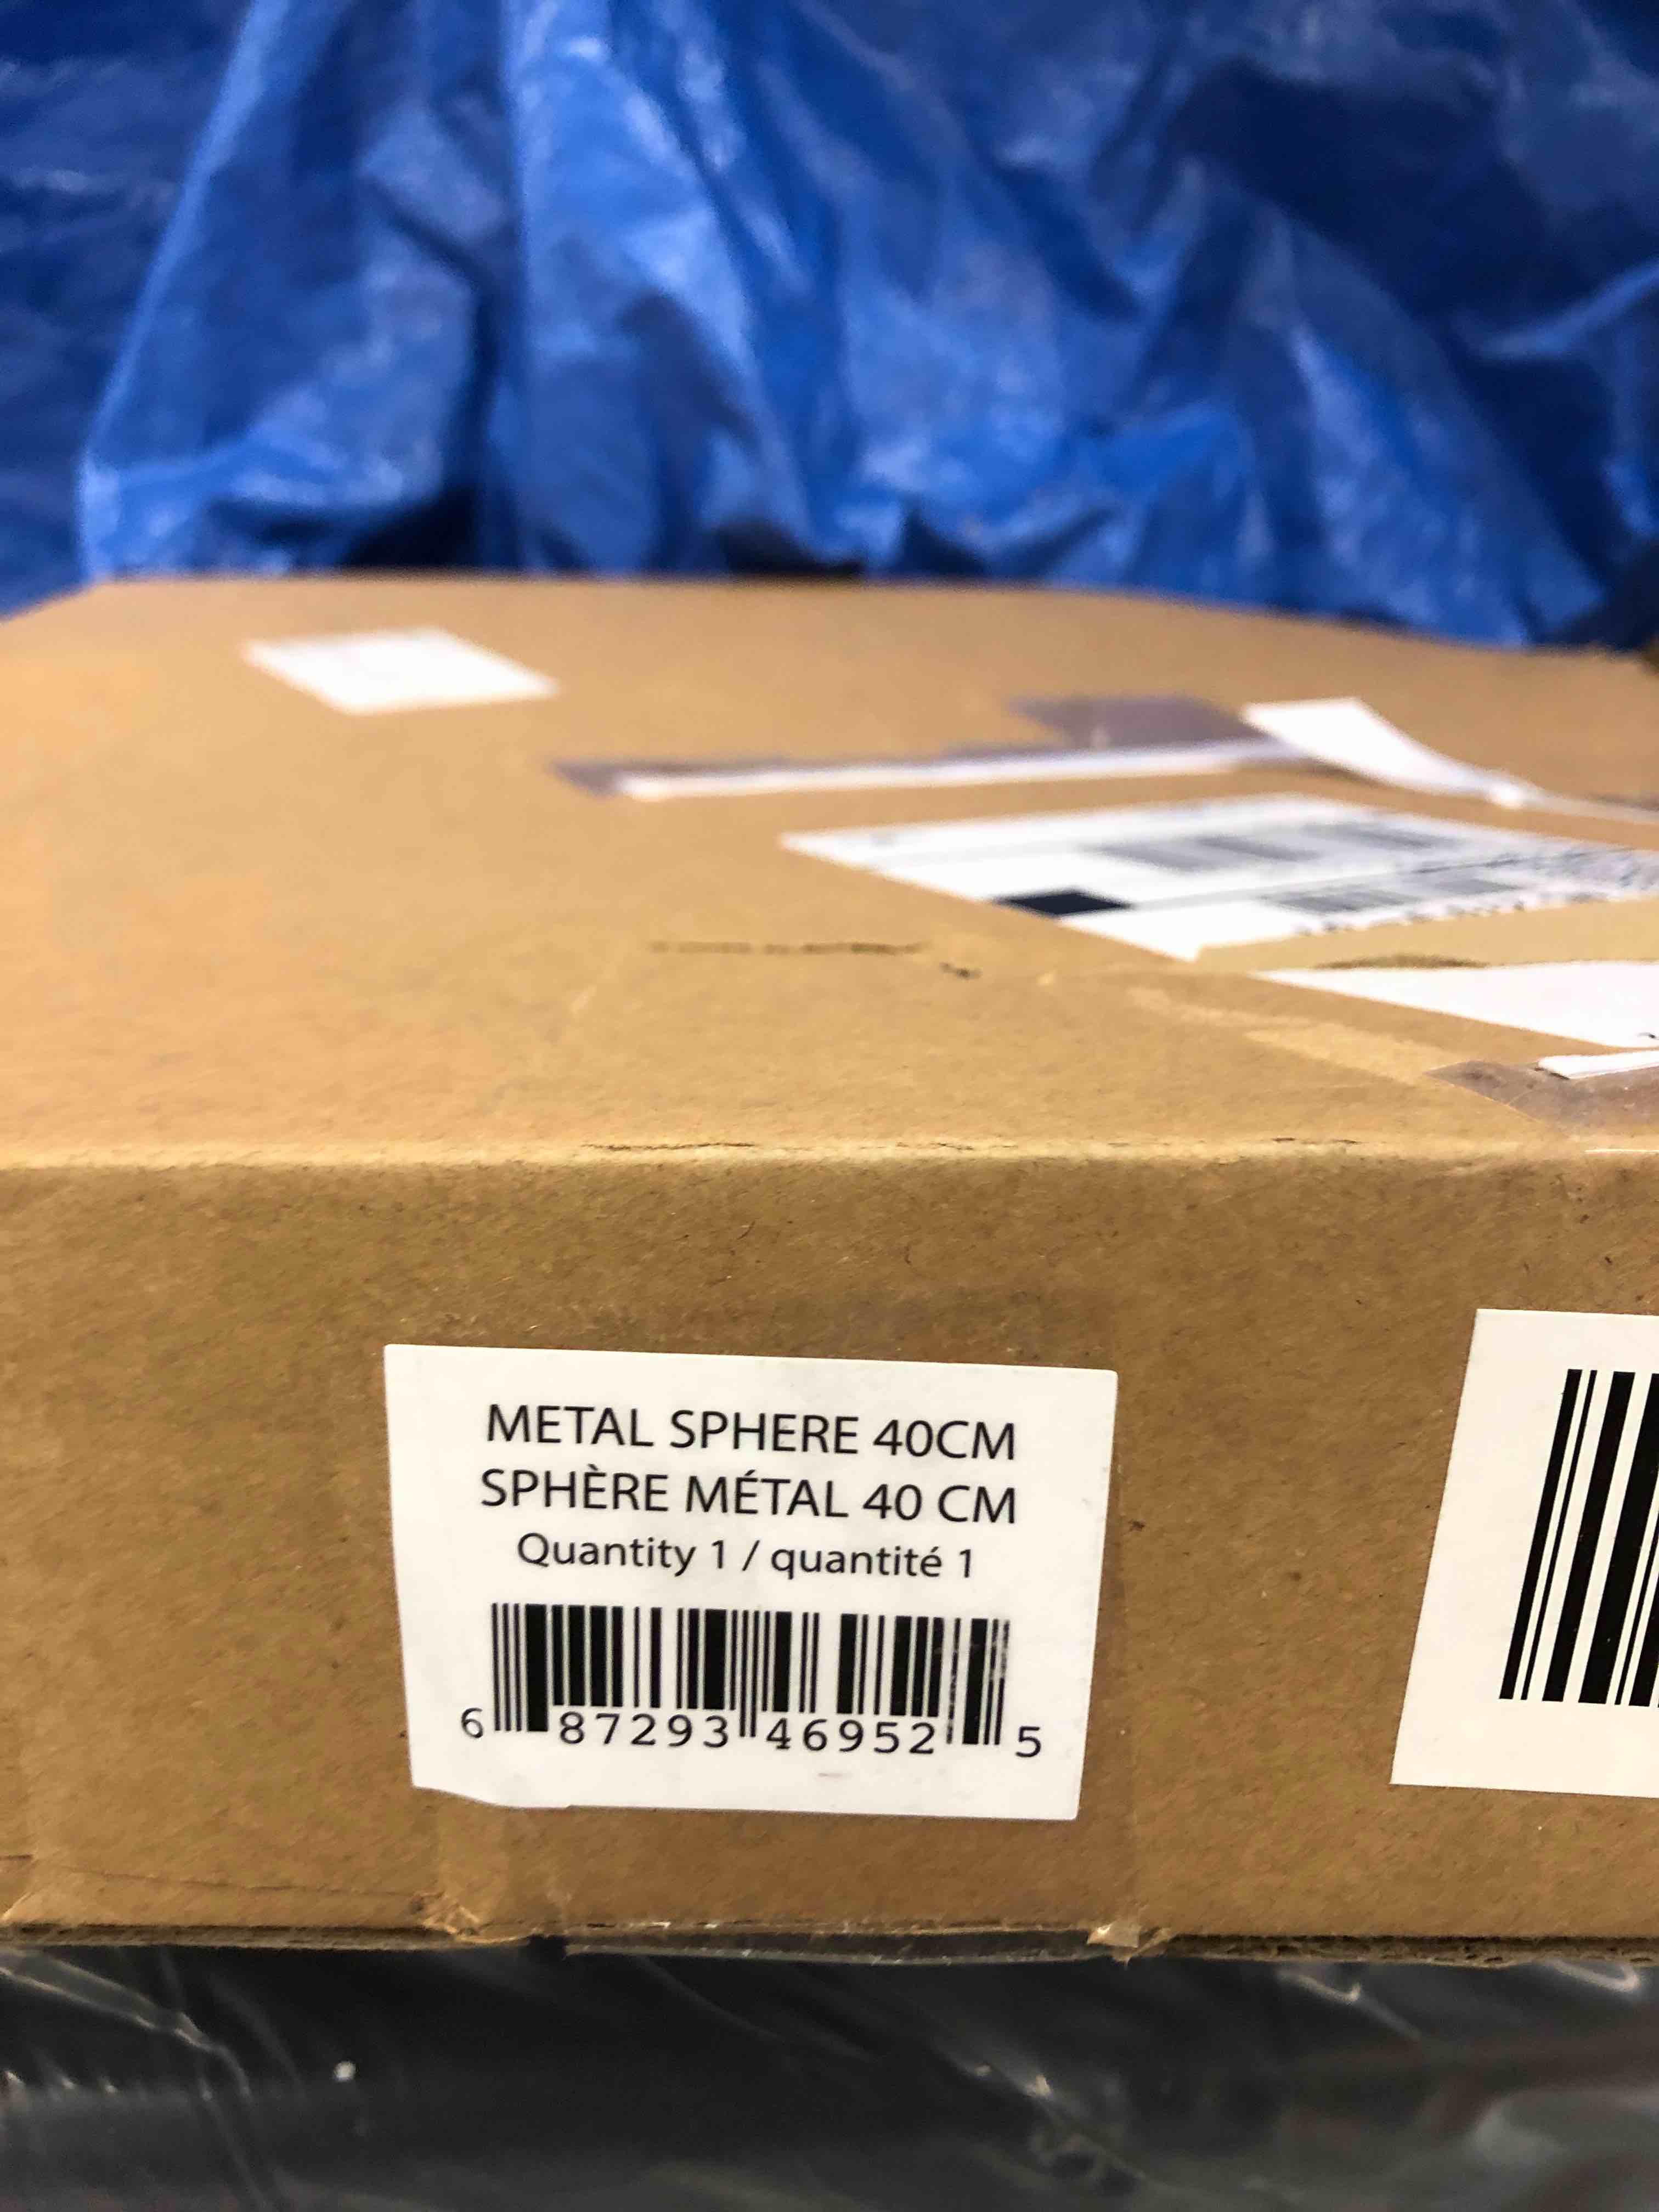 METAL SPHERE 40CM
SPHÈRE MÉTAL 40 CM
Quantity 1 / quantité 1
6 87293 46952 5